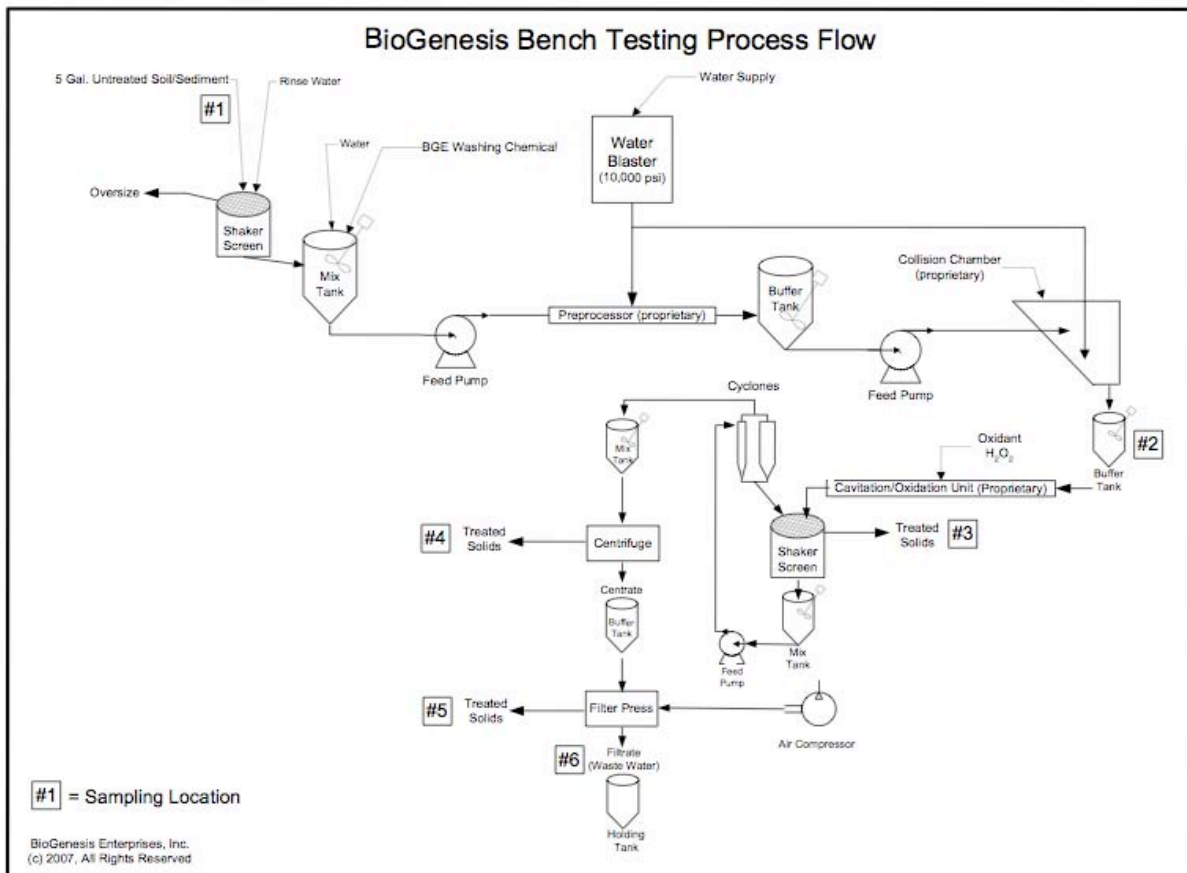 BioGenesis Bench Testing Process Flow
5 Gal. Untreated Soil/Sediment
#1
Rinse Water
Water
BGE Washing Chemical
Water Supply
Water
Blaster
(10,000 psi)
Oversize
Shaker
Screen
Mix
Tank
Collision Chamber
(proprietary)
Buffer
Tank
Preprocessor (proprietary)
Feed Pump
Feed Pump
Cyclones
Mix
Tank
Oxidant
H₂O₂
#2
Buffer
Tank
Cavitation/Oxidation Unit (Proprietary)
#4
Treated
Solids
Centrifuge
Shaker
Screen
Treated
Solids
#3
Centrate
Buffer
Tank
Mix
Tank
Feed
Pump
#5
Treated
Solids
Filter Press
Air Compressor
#6
Filtrate
(Waste Water)
Holding
Tank
#1 = Sampling Location
BioGenesis Enterprises, Inc.
(c) 2007, All Rights Reserved